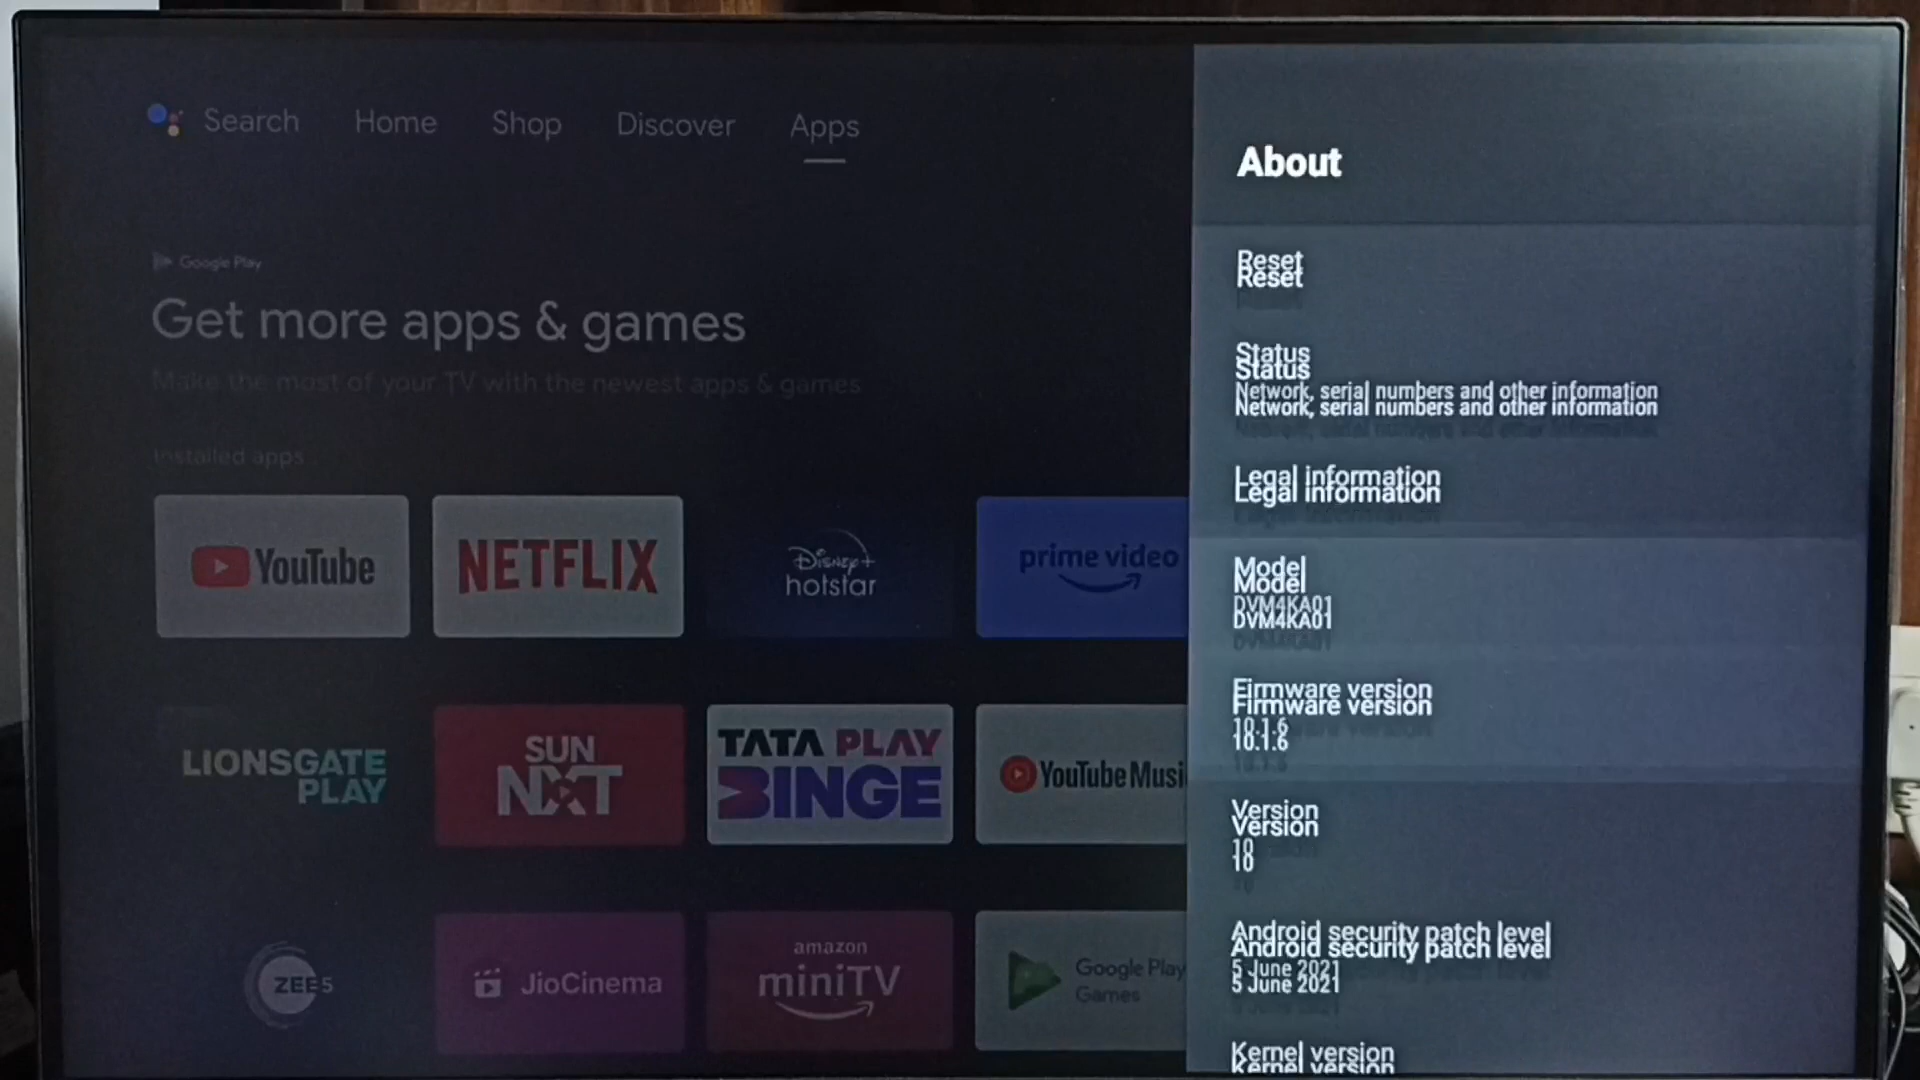 Search Home Shop Discover Apps
Google Play
Get more apps & games
Make the most of your TV with the newest apps & games
Installed apps
YouTube
NETFLIX
Disney+
hotstar
prime video
LIONSGATE
PLAY
SUN
NXT
TATA PLAY
BINGE
YouTube Musi
ZEE5
JioCinema
amazon
miniTV
Google Play
Games
About
Reset
Status
Network, serial numbers and other information
Legal information
Model
DVM4KA01
Firmware version
10.1.6
Version
10
Android security patch level
5 June 2021
Kernel version